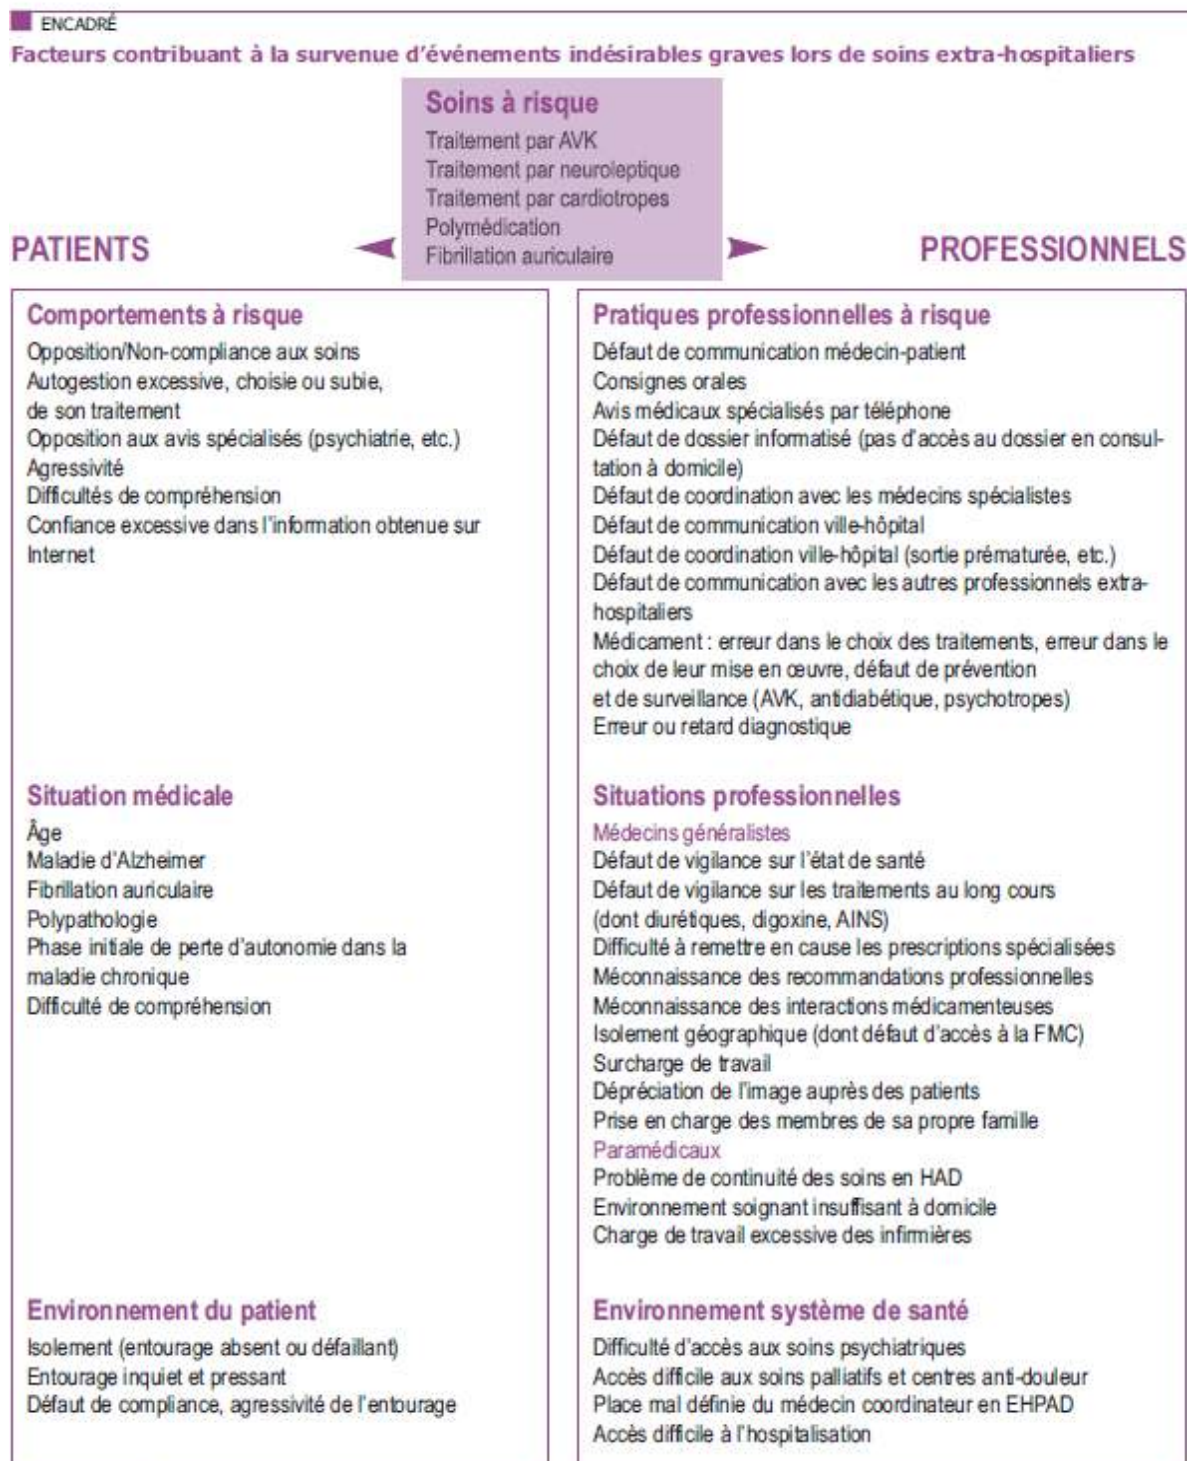 ENCADRÉ
Facteurs contribuant à la survenue d'événements indésirables graves lors de soins extra-hospitaliers
Soins à risque
Traitement par AVK
Traitement par neuroleptique
Traitement par cardiotropes
Polymédication
Fibrillation auriculaire
PATIENTS
PROFESSIONNELS
Comportements à risque
Opposition/Non-compliance aux soins
Autogestion excessive, choisie ou subie,
de son traitement
Opposition aux avis spécialisés (psychiatrie, etc.)
Agressivité
Difficultés de compréhension
Confiance excessive dans l'information obtenue sur
Internet
Situation médicale
Âge
Maladie d'Alzheimer
Fibrillation auriculaire
Polypathologie
Phase initiale de perte d'autonomie dans la
maladie chronique
Difficulté de compréhension
Environnement du patient
Isolement (entourage absent ou défaillant)
Entourage inquiet et pressant
Défaut de compliance, agressivité de l'entourage
Pratiques professionnelles à risque
Défaut de communication médecin-patient
Consignes orales
Avis médicaux spécialisés par téléphone
Défaut de dossier informatisé (pas d'accès au dossier en consul-
tation à domicile)
Défaut de coordination avec les médecins spécialistes
Défaut de communication ville-hôpital
Défaut de coordination ville-hôpital (sortie prématurée, etc.)
Défaut de communication avec les autres professionnels extra-
hospitaliers
Médicament : erreur dans le choix des traitements, erreur dans le
choix de leur mise en œuvre, défaut de prévention
et de surveillance (AVK, antidiabétique, psychotropes)
Erreur ou retard diagnostique
Situations professionnelles
Médecins généralistes
Défaut de vigilance sur l'état de santé
Défaut de vigilance sur les traitements au long cours
(dont diurétiques, digoxine, AINS)
Difficulté à remettre en cause les prescriptions spécialisées
Méconnaissance des recommandations professionnelles
Méconnaissance des interactions médicamenteuses
Isolement géographique (dont défaut d'accès à la FMC)
Surcharge de travail
Dépréciation de l'image auprès des patients
Prise en charge des membres de sa propre famille
Paramédicaux
Problème de continuité des soins en HAD
Environnement soignant insuffisant à domicile
Charge de travail excessive des infirmières
Environnement système de santé
Difficulté d'accès aux soins psychiatriques
Accès difficile aux soins palliatifs et centres anti-douleur
Place mal définie du médecin coordinateur en EHPAD
Accès difficile à l'hospitalisation